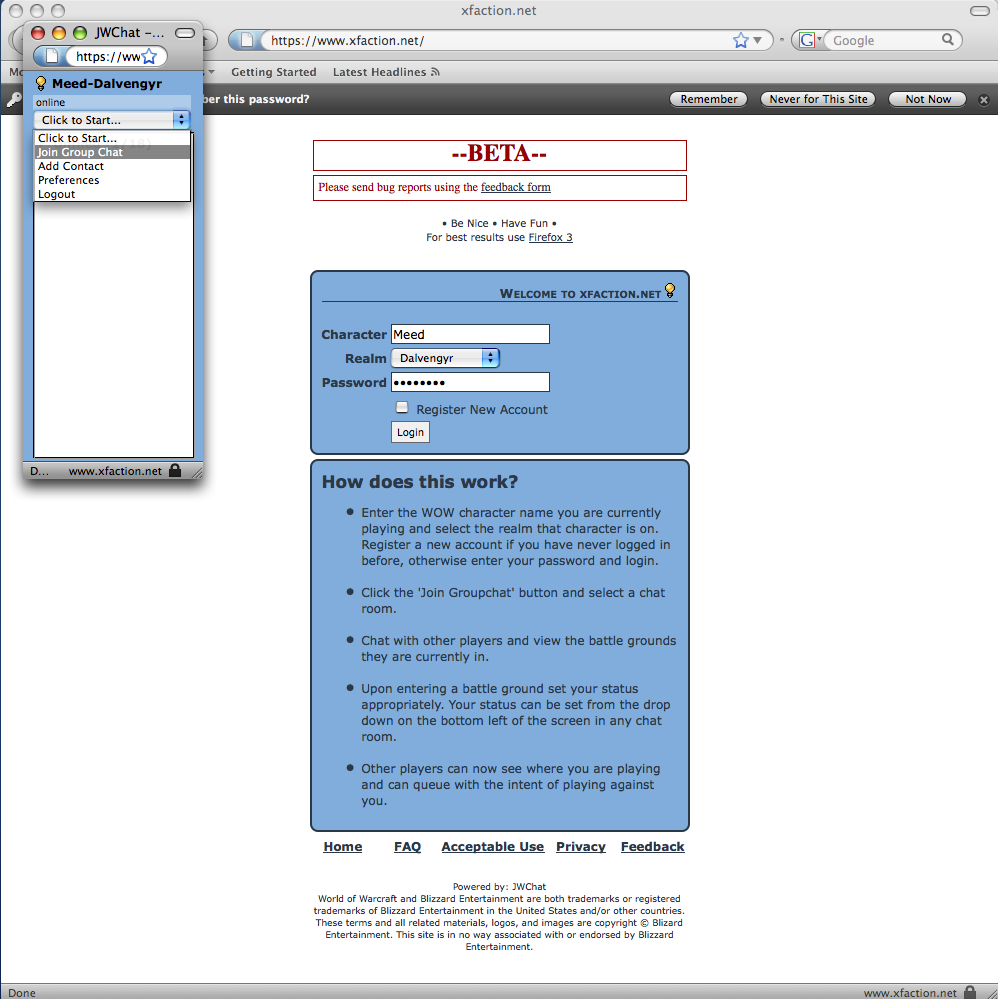 xfaction.net
JWChat –...
https://www.xfaction.net/
Google
https://ww
Mo
Getting Started
Latest Headlines
Meed-Dalvengyr
online
ber this password?
Remember
Never for This Site
Not Now
Click to Start...
Click to Start...
Join Group Chat
Add Contact
Preferences
Logout
D...
www.xfaction.net
--BETA--
Please send bug reports using the feedback form
• Be Nice • Have Fun •
For best results use Firefox 3
Welcome to xfaction.net
Character Meed
Realm Dalvengyr
Password ••••••••
Register New Account
Login
How does this work?
• Enter the WOW character name you are currently
playing and select the realm that character is on.
Register a new account if you have never logged in
before, otherwise enter your password and login.
• Click the 'Join Groupchat' button and select a chat
room.
• Chat with other players and view the battle grounds
they are currently in.
• Upon entering a battle ground set your status
appropriately. Your status can be set from the drop
down on the bottom left of the screen in any chat
room.
• Other players can now see where you are playing
and can queue with the intent of playing against
you.
Home FAQ Acceptable Use Privacy Feedback
Powered by: JWChat
World of Warcraft and Blizzard Entertainment are both trademarks or registered
trademarks of Blizzard Entertainment in the United States and/or other countries.
These terms and all related materials, logos, and images are copyright © Blizard
Entertainment. This site is in no way associated with or endorsed by Blizzard
Entertainment.
Done
www.xfaction.net